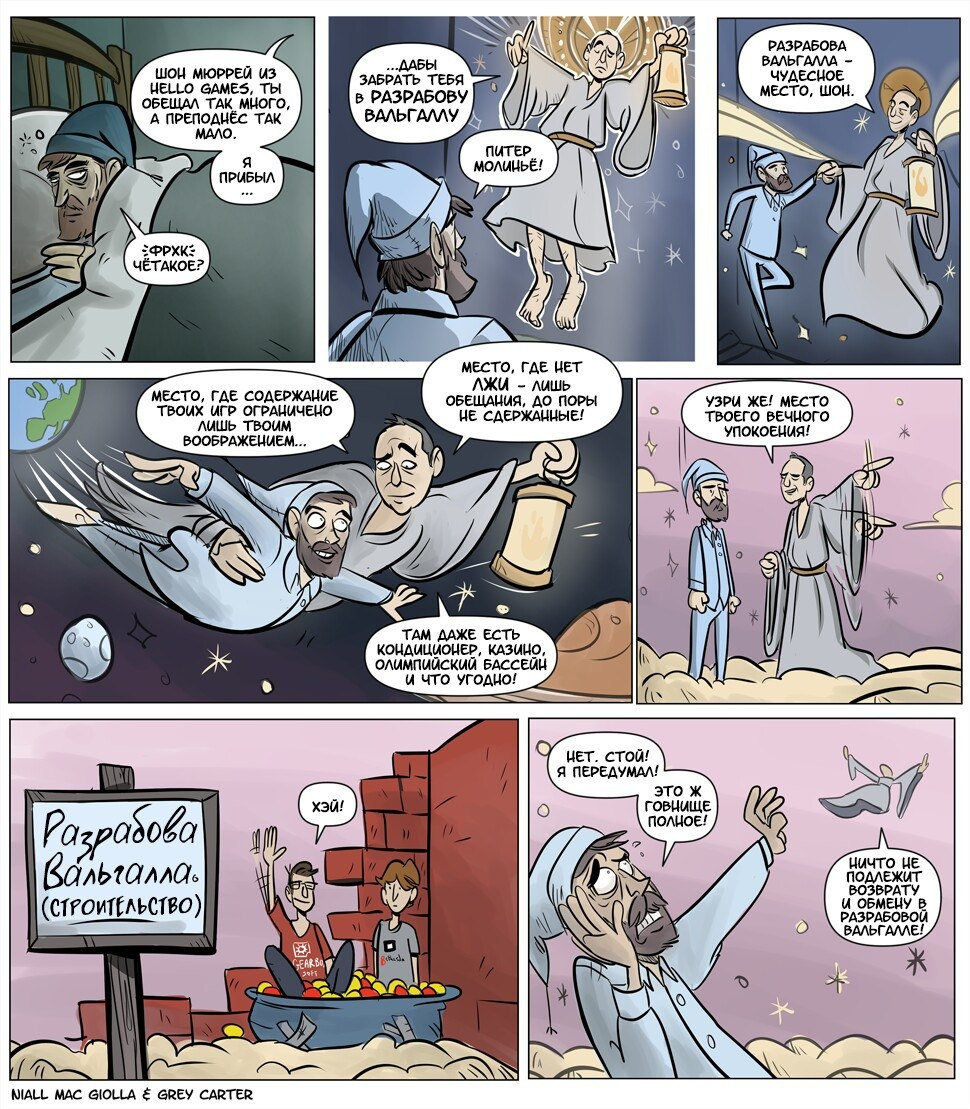 ШОН МЮРРЕЙ ИЗ
HELLO GAMES, ТЫ
ОБЕЩАЛ ТАК МНОГО,
А ПРЕПОДНЁС ТАК
МАЛО.
Я
ПРИБЫЛ
...
ФРХК
ЧЁТАКОЕ?
...ДАБЫ
ЗАБРАТЬ ТЕБЯ
В РАЗРАБОВУ
ВАЛЬГАЛЛУ
ПИТЕР
МОЛИНЬЁ!
РАЗРАБОВА
ВАЛЬГАЛЛА –
ЧУДЕСНОЕ
МЕСТО, ШОН.
МЕСТО, ГДЕ СОДЕРЖАНИЕ
ТВОИХ ИГР ОГРАНИЧЕНО
ЛИШЬ ТВОИМ
ВООБРАЖЕНИЕМ...
МЕСТО, ГДЕ НЕТ
ЛЖИ – ЛИШЬ
ОБЕЩАНИЯ, ДО ПОРЫ
НЕ СДЕРЖАННЫЕ!
ТАМ ДАЖЕ ЕСТЬ
КОНДИЦИОНЕР, КАЗИНО,
ОЛИМПИЙСКИЙ БАССЕЙН
И ЧТО УГОДНО!
УЗРИ ЖЕ! МЕСТО
ТВОЕГО ВЕЧНОГО
УПОКОЕНИЯ!
Разрабова
Вальгалла.
(СТРОИТЕЛЬСТВО)
ХЭЙ!
НЕТ. СТОЙ!
Я ПЕРЕДУМАЛ!
ЭТО Ж
ГОВНИЩЕ
ПОЛНОЕ!
НИЧТО НЕ
ПОДЛЕЖИТ
ВОЗВРАТУ
И ОБМЕНУ В
РАЗРАБОВОЙ
ВАЛЬГАЛЛЕ!
NIALL MAC GIOLLA & GREY CARTER